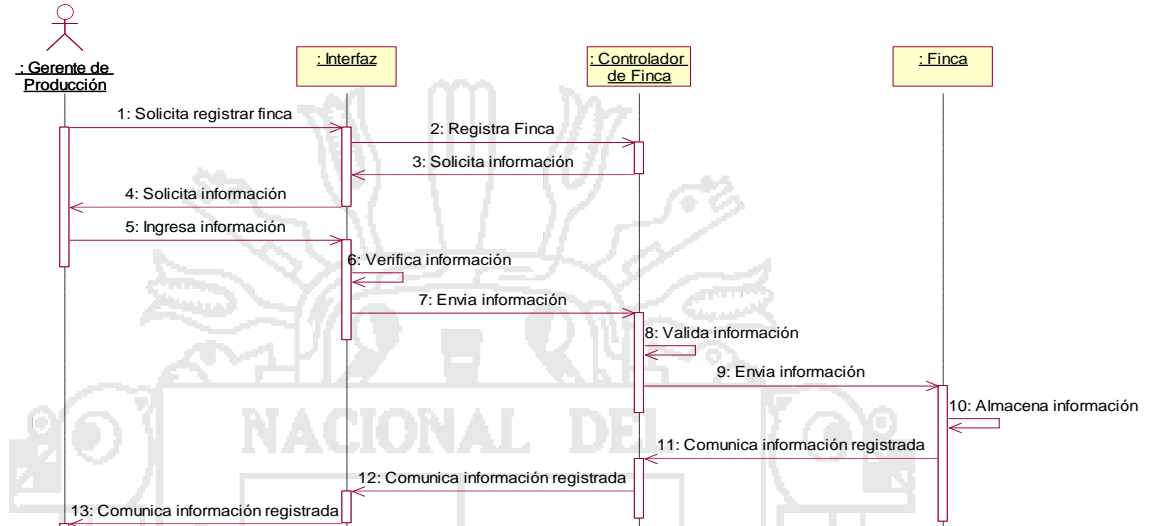 : Gerente de
Producción
: Interfaz
: Controlador
de Finca
: Finca
1: Solicita registrar finca
2: Registra Finca
3: Solicita información
4: Solicita información
5: Ingresa información
6: Verifica información
7: Envia información
8: Valida información
9: Envia información
10: Almacena información
11: Comunica información registrada
12: Comunica información registrada
13: Comunica información registrada
NACIONAL DEL